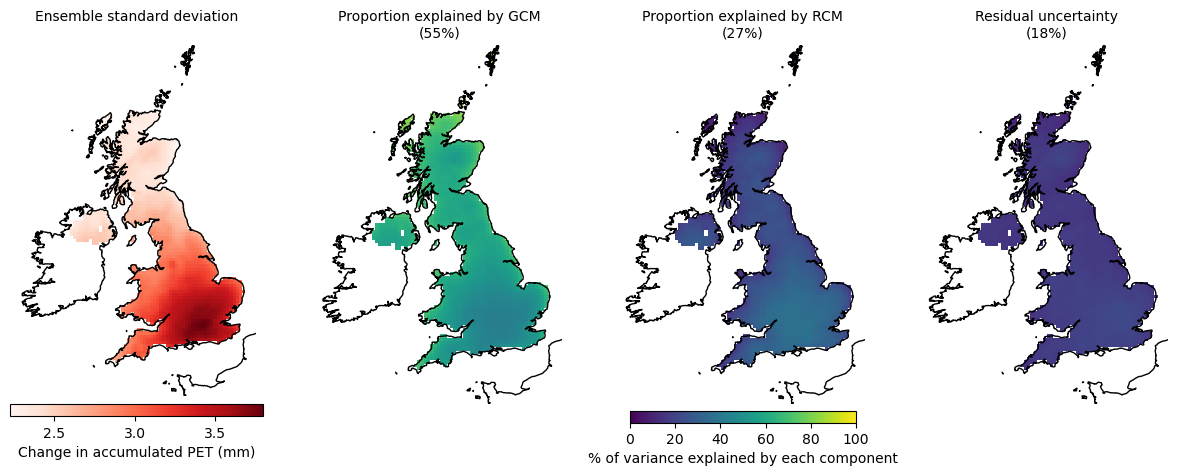 Ensemble standard deviation
Proportion explained by GCM
(55%)
Proportion explained by RCM
(27%)
Residual uncertainty
(18%)
2.5 3.0 3.5
Change in accumulated PET (mm)
0 20 40 60 80 100
% of variance explained by each component